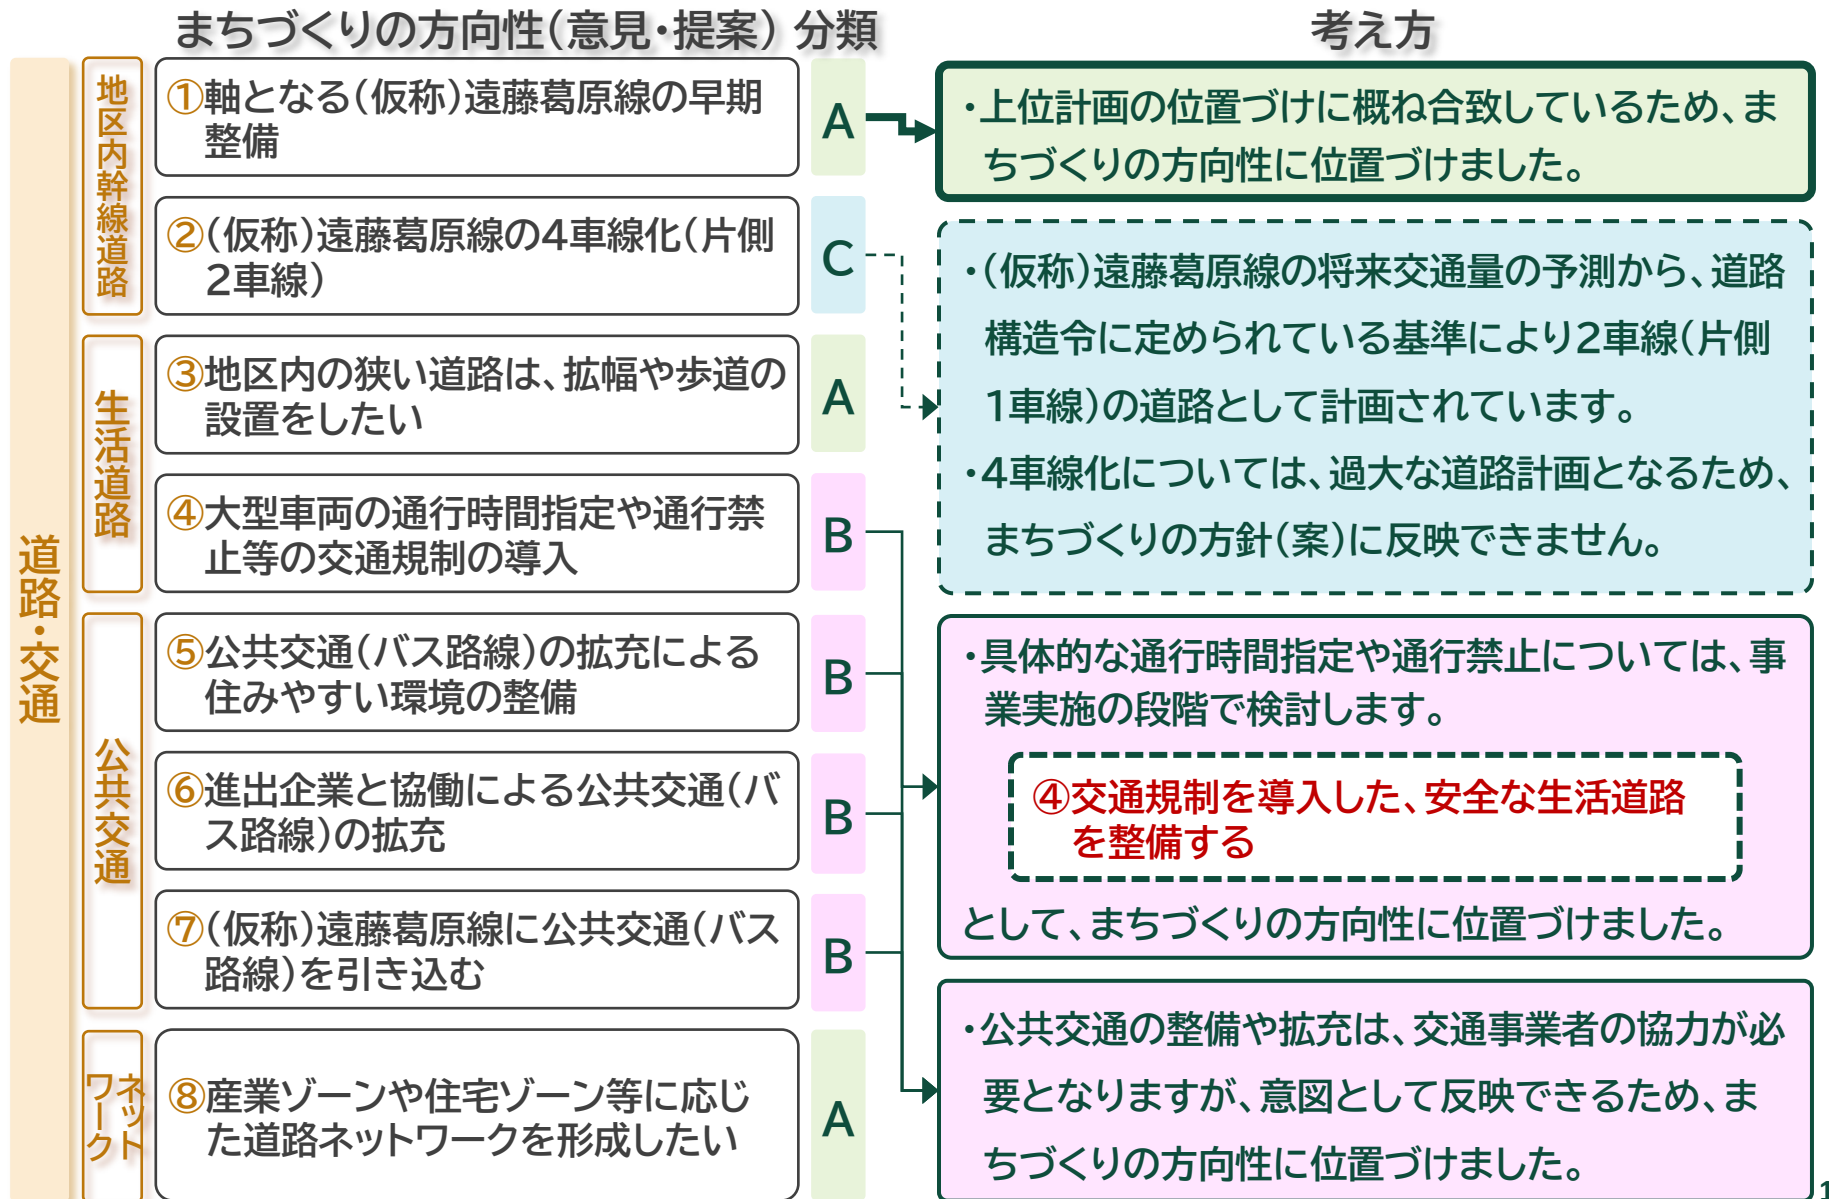 まちづくりの方向性(意見・提案) 分類
考え方
道路・交通
地区内幹線道路
①軸となる(仮称)遠藤葛原線の早期
整備
A
②(仮称)遠藤葛原線の4車線化(片側
2車線)
C
生活道路
③地区内の狭い道路は、拡幅や歩道の
設置をしたい
A
④大型車両の通行時間指定や通行禁
止等の交通規制の導入
B
公共交通
⑤公共交通(バス路線)の拡充による
住みやすい環境の整備
B
⑥進出企業と協働による公共交通(バ
ス路線)の拡充
B
⑦(仮称)遠藤葛原線に公共交通(バス
路線)を引き込む
B
ネット
ワーク
⑧産業ゾーンや住宅ゾーン等に応じ
た道路ネットワークを形成したい
A
・上位計画の位置づけに概ね合致しているため、ま
ちづくりの方向性に位置づけました。
・(仮称)遠藤葛原線の将来交通量の予測から、道路
構造令に定められている基準により2車線(片側
1車線)の道路として計画されています。
・4車線化については、過大な道路計画となるため、
まちづくりの方針(案)に反映できません。
・具体的な通行時間指定や通行禁止については、事
業実施の段階で検討します。
④交通規制を導入した、安全な生活道路
を整備する
として、まちづくりの方向性に位置づけました。
・公共交通の整備や拡充は、交通事業者の協力が必
要となりますが、意図として反映できるため、ま
ちづくりの方向性に位置づけました。